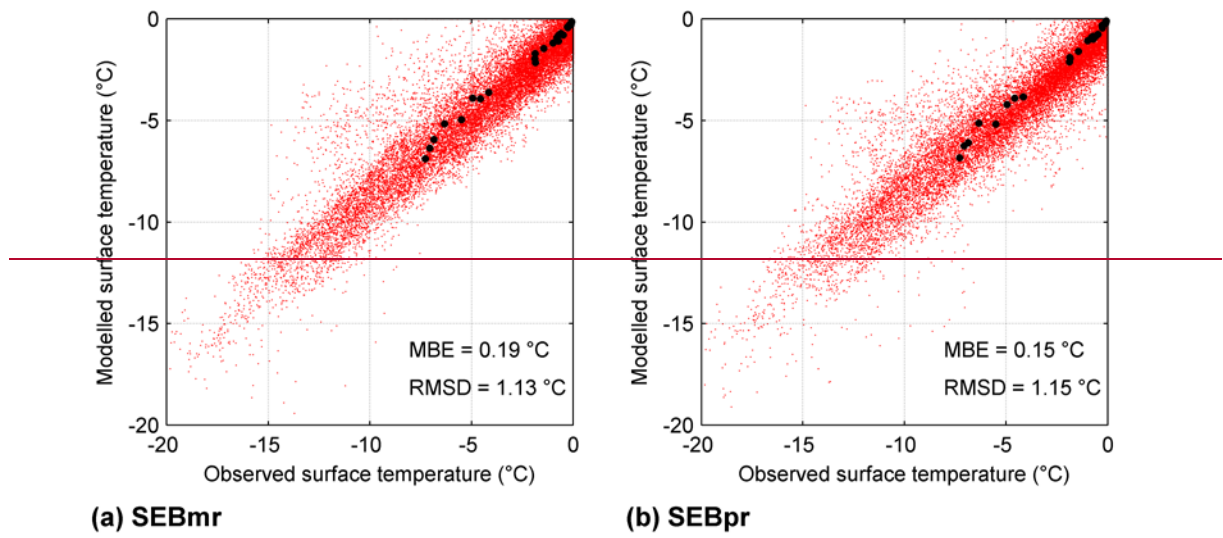 0
-5
-10
-15
-20
Modelled surface temperature (°C)
MBE = 0.19 °C
RMSD = 1.13 °C
-20 -15 -10 -5 0
Observed surface temperature (°C)
(a) SEBmr
0
-5
-10
-15
-20
Modelled surface temperature (°C)
MBE = 0.15 °C
RMSD = 1.15 °C
-20 -15 -10 -5 0
Observed surface temperature (°C)
(b) SEBpr